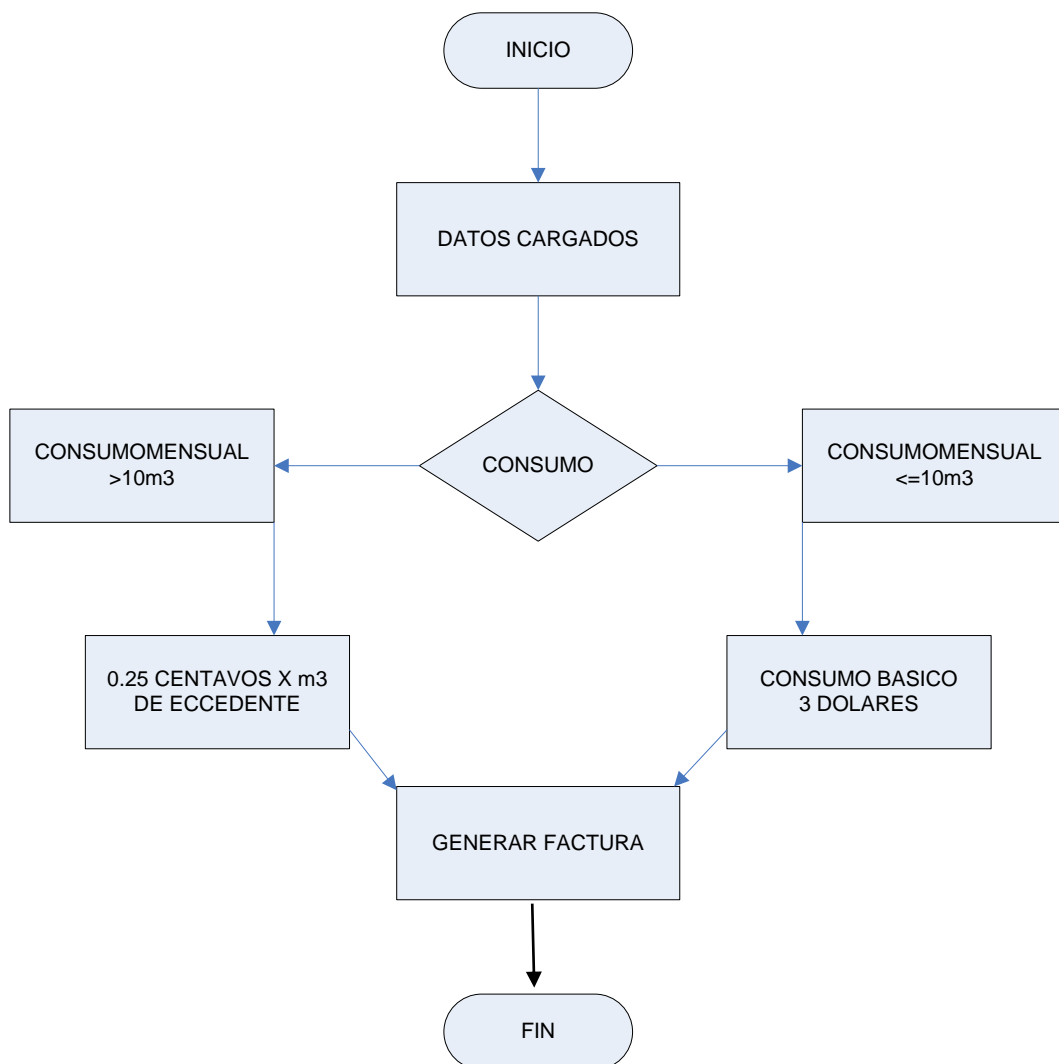 INICIO
DATOS CARGADOS
CONSUMO
CONSUMOMENSUAL
>10m3
CONSUMOMENSUAL
<=10m3
0.25 CENTAVOS X m3
DE ECCEDENTE
CONSUMO BASICO
3 DOLARES
GENERAR FACTURA
FIN